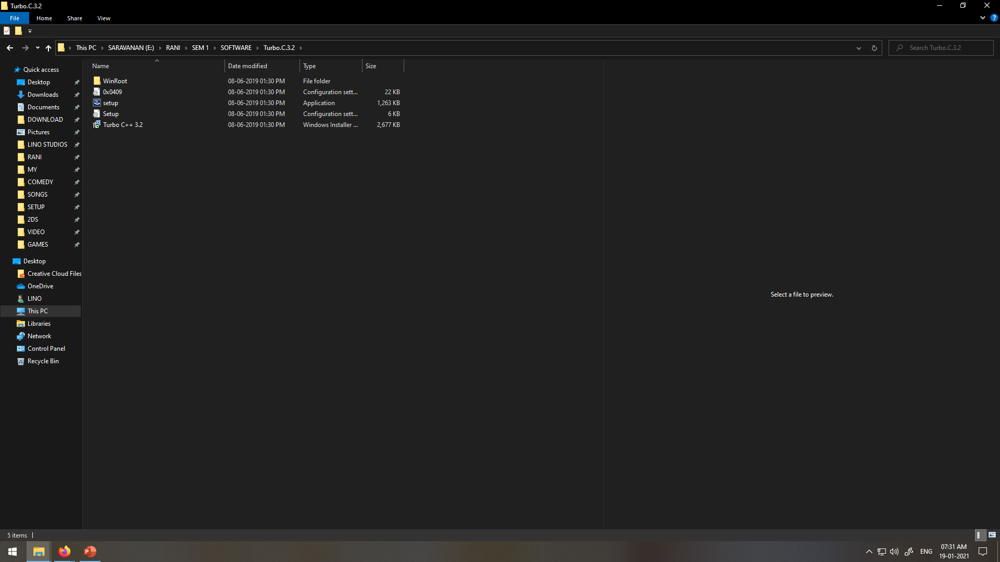 Turbo.C.3.2
File Home Share View
This PC SARAVANAN (E:) RANI SEM 1 SOFTWARE Turbo.C.3.2
Search Turbo.C.3.2
Quick access
Desktop
Downloads
Documents
DOWNLOAD
Pictures
LINO STUDIOS
RANI
MY
COMEDY
SONGS
SETUP
2DS
VIDEO
GAMES
Desktop
Creative Cloud Files
OneDrive
LINO
This PC
Libraries
Network
Control Panel
Recycle Bin
Name Date modified Type Size
WinRoot 08-06-2019 01:30 PM File folder
0x0409 08-06-2019 01:30 PM Configuration sett... 22 KB
setup 08-06-2019 01:30 PM Application 1,263 KB
Setup 08-06-2019 01:30 PM Configuration sett... 6 KB
Turbo C++ 3.2 08-06-2019 01:30 PM Windows Installer ... 2,677 KB
Select a file to preview.
5 items
ENG
07:31 AM
19-01-2021